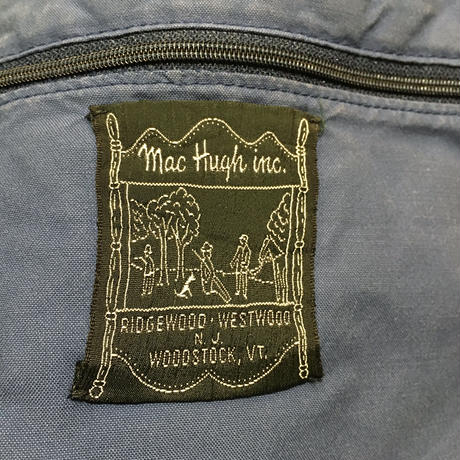 Mac Hugh inc.
RIDGEWOOD · WESTWOOD
N. J.
WOODSTOCK, VT.